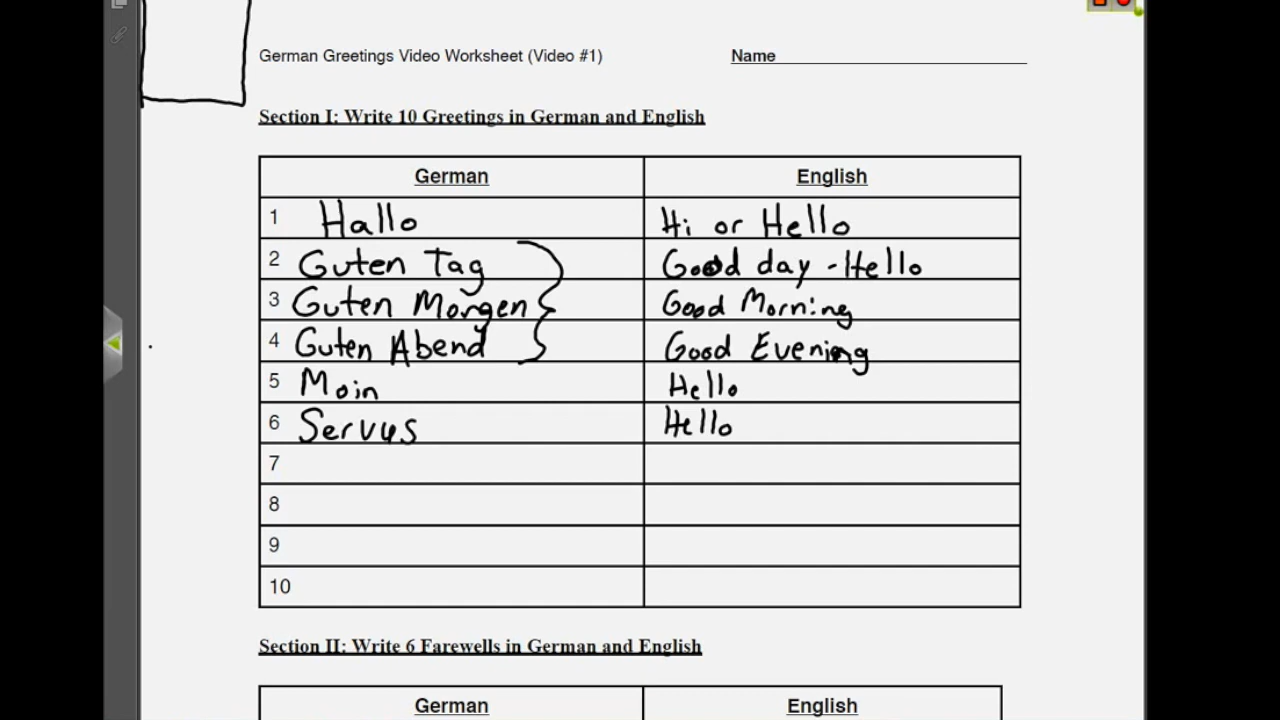 German Greetings Video Worksheet (Video #1) Name
Section I: Write 10 Greetings in German and English
German English
1 Hallo Hi or Hello
2 Guten Tag Good day - Hello
3 Guten Morgen Good Morning
4 Guten Abend Good Evening
5 Moin Hello
6 Servus Hello
7
8
9
10
Section II: Write 6 Farewells in German and English
German English